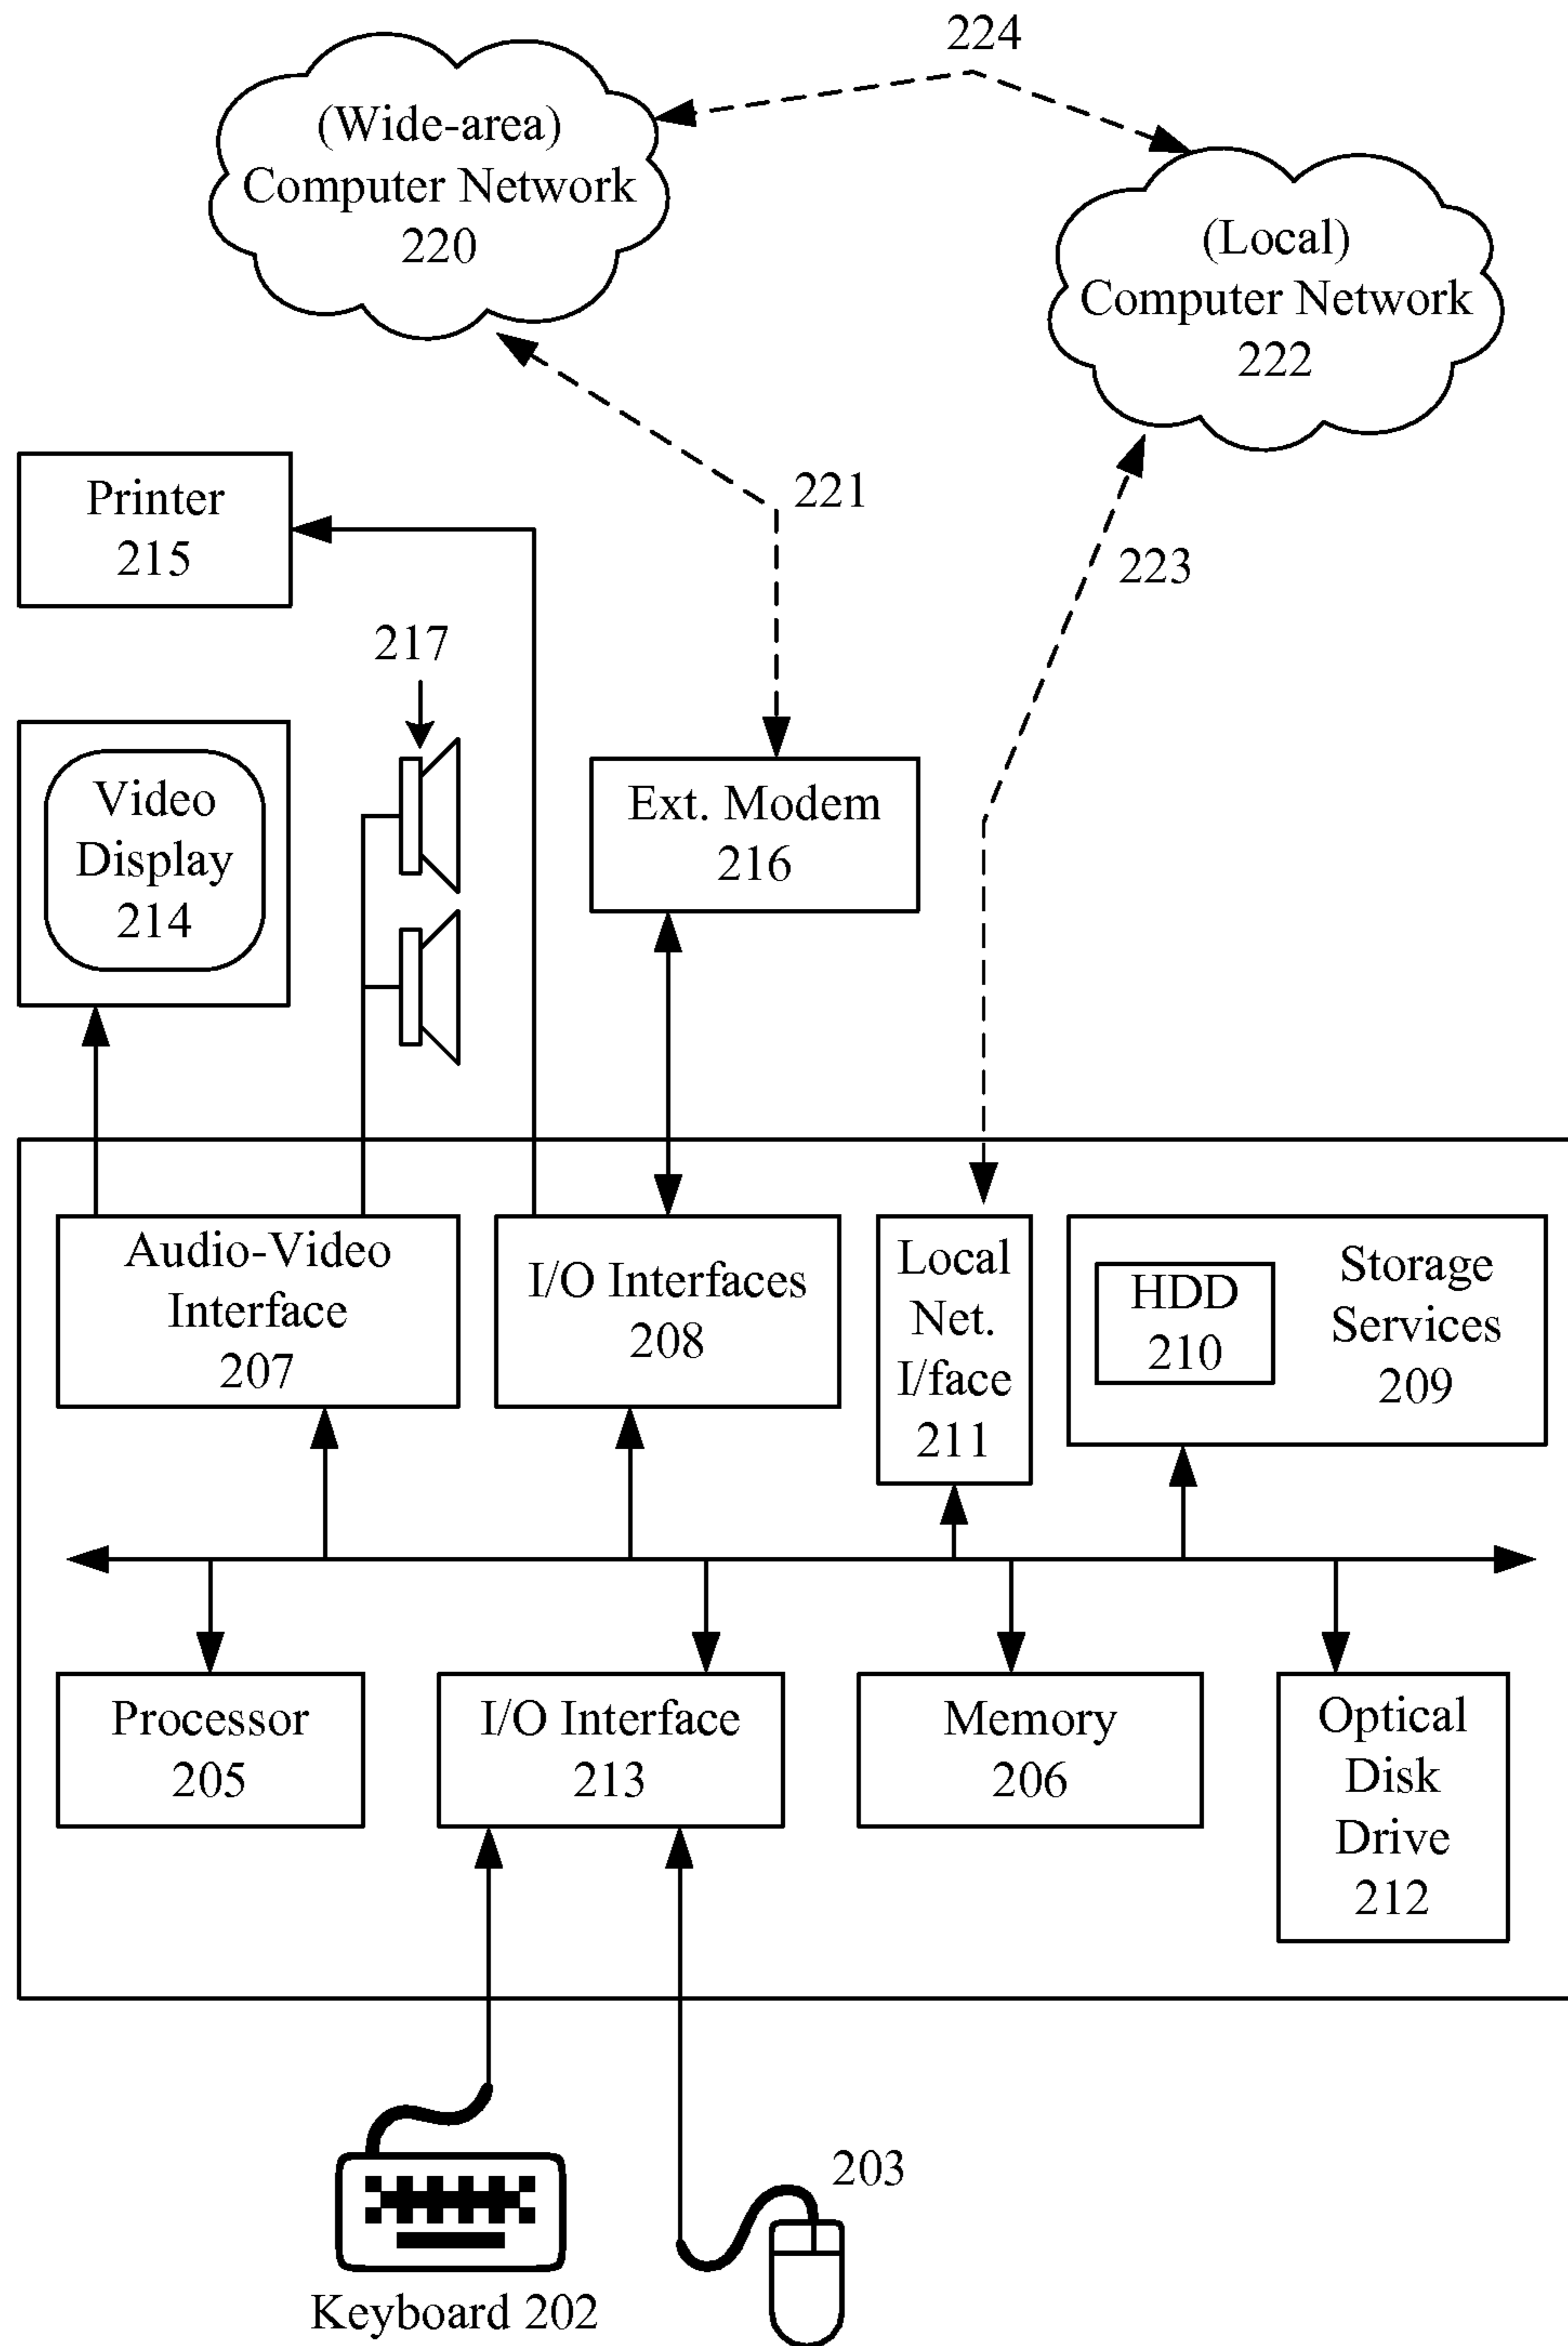 224
(Wide-area)
Computer Network
220
(Local)
Computer Network
222
221
223
Printer
215
217
Video
Display
214
Ext. Modem
216
Audio-Video
Interface
207
I/O Interfaces
208
Local
Net.
I/face
211
HDD
210
Storage
Services
209
Processor
205
I/O Interface
213
Memory
206
Optical
Disk
Drive
212
203
Keyboard 202